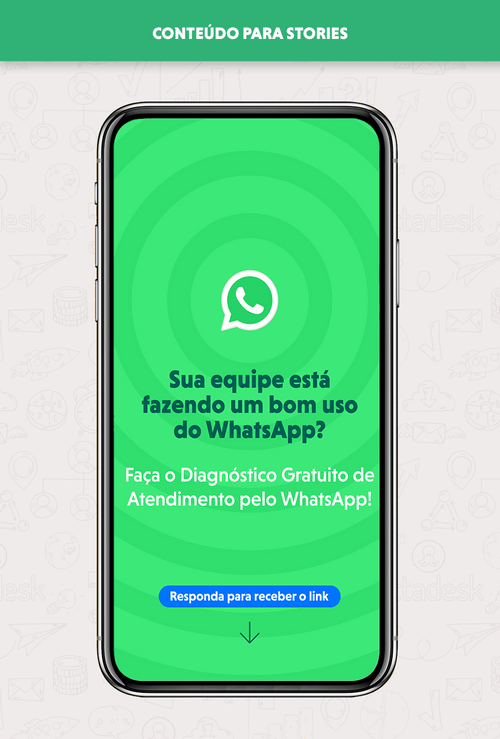 CONTEÚDO PARA STORIES
Sua equipe está
fazendo um bom uso
do WhatsApp?
Faça o Diagnóstico Gratuito de
Atendimento pelo WhatsApp!
Responda para receber o link